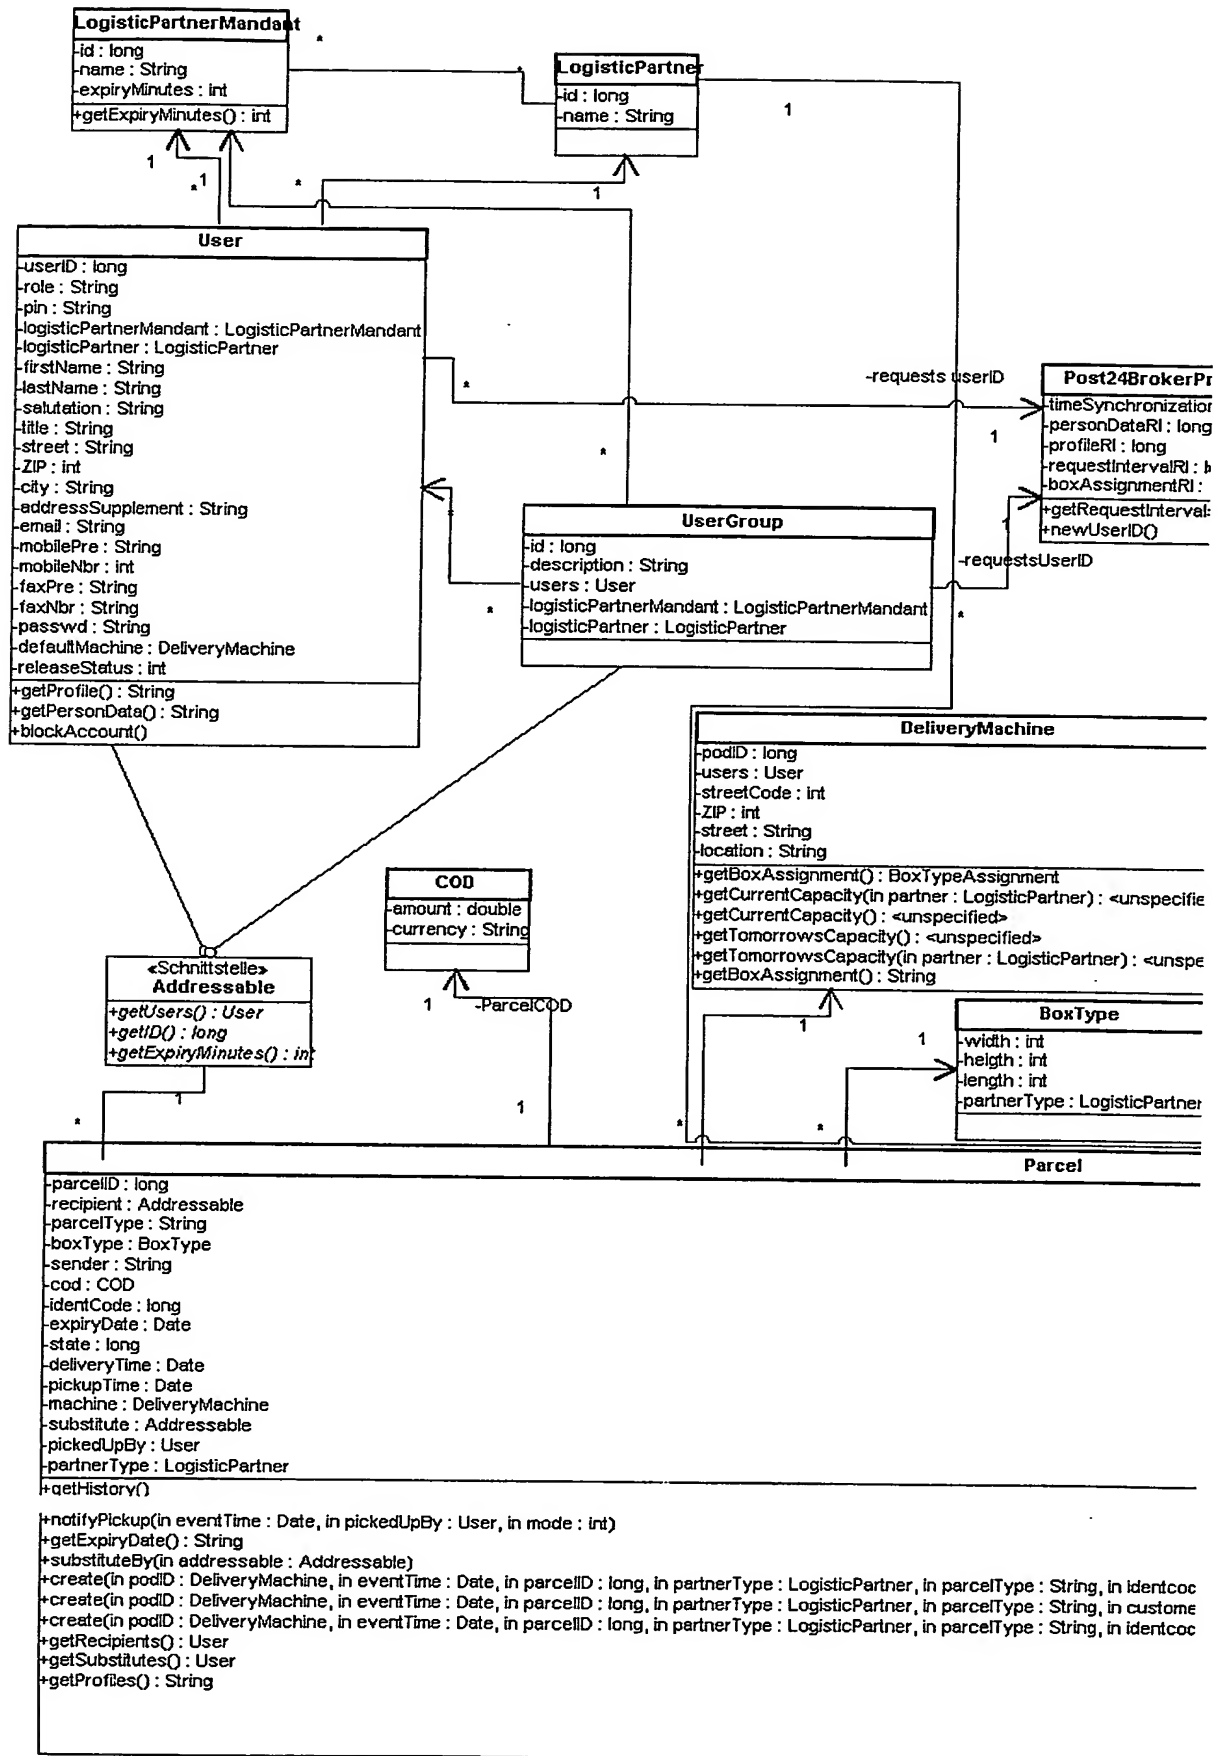 LogisticPartnerMandant
-id : long
-name : String
-expiryMinutes : int
+getExpiryMinutes() : int
*
*
LogisticPartner
-id : long
-name : String
1
1
*
1
*
1
User
-userID : long
-role : String
-pin : String
-logisticPartnerMandant : LogisticPartnerMandant
-logisticPartner : LogisticPartner
-firstName : String
-lastName : String
-salutation : String
-title : String
-street : String
-ZIP : int
-city : String
-addressSupplement : String
-email : String
-mobilePre : String
-mobileNbr : int
-faxPre : String
-faxNbr : String
-passwd : String
-defaultMachine : DeliveryMachine
-releaseStatus : int
+getProfile() : String
+getPersonData() : String
+blockAccount()
*
-requests userID
1
Post24BrokerPr
-timeSynchronization
-personDataRI : long
-profileRI : long
-requestIntervalRI :
-boxAssignmentRI :
+getRequestInterval
+newUserID()
*
*
*
UserGroup
-id : long
-description : String
-users : User
-logisticPartnerMandant : LogisticPartnerMandant
-logisticPartner : LogisticPartner
1
-requestsUserID
*
DeliveryMachine
-podID : long
-users : User
-streetCode : int
-ZIP : int
-street : String
-location : String
+getBoxAssignment() : BoxTypeAssignment
+getCurrentCapacity(in partner : LogisticPartner) : <unspecifie
+getCurrentCapacity() : <unspecified>
+getTomorrowsCapacity() : <unspecified>
+getTomorrowsCapacity(in partner : LogisticPartner) : <unspe
+getBoxAssignment() : String
COD
-amount : double
-currency : String
«Schnittstelle»
Addressable
+getUsers() : User
+getID() : long
+getExpiryMinutes() : int
1
-ParcelCOD
1
1
BoxType
-width : int
-heigth : int
-length : int
-partnerType : LogisticPartner
*
1
1
*
*
Parcel
-parcelID : long
-recipient : Addressable
-parcelType : String
-boxType : BoxType
-sender : String
-cod : COD
-identCode : long
-expiryDate : Date
-state : long
-deliveryTime : Date
-pickupTime : Date
-machine : DeliveryMachine
-substitute : Addressable
-pickedUpBy : User
-partnerType : LogisticPartner
+getHistory()
+notifyPickup(in eventTime : Date, in pickedUpBy : User, in mode : int)
+getExpiryDate() : String
+substituteBy(in addressable : Addressable)
+create(in podID : DeliveryMachine, in eventTime : Date, in parcelID : long, in partnerType : LogisticPartner, in parcelType : String, in identcoc
+create(in podID : DeliveryMachine, in eventTime : Date, in parcelID : long, in partnerType : LogisticPartner, in parcelType : String, in custome
+create(in podID : DeliveryMachine, in eventTime : Date, in parcelID : long, in partnerType : LogisticPartner, in parcelType : String, in identcoc
+getRecipients() : User
+getSubstitutes() : User
+getProfiles() : String